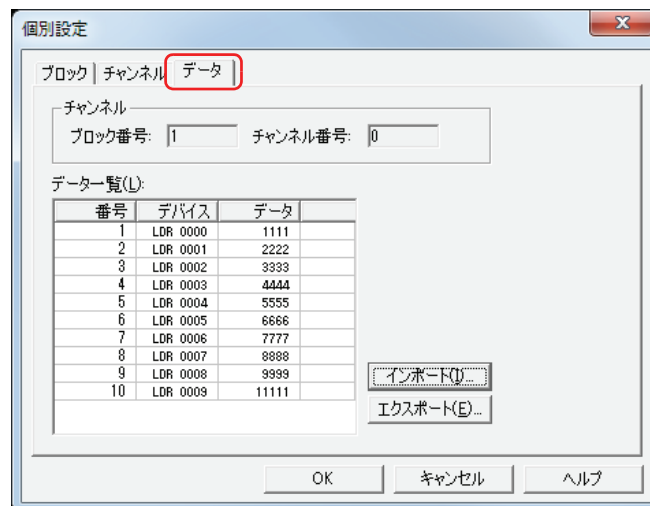 個別設定
ブロック チャンネル データ
チャンネル
ブロック番号: 1 チャンネル番号: 0
データ一覧(L):
番号 デバイス データ
1 LDR 0000 1111
2 LDR 0001 2222
3 LDR 0002 3333
4 LDR 0003 4444
5 LDR 0004 5555
6 LDR 0005 6666
7 LDR 0006 7777
8 LDR 0007 8888
9 LDR 0008 9999
10 LDR 0009 11111
インポート(I)...
エクスポート(E)...
OK キャンセル ヘルプ